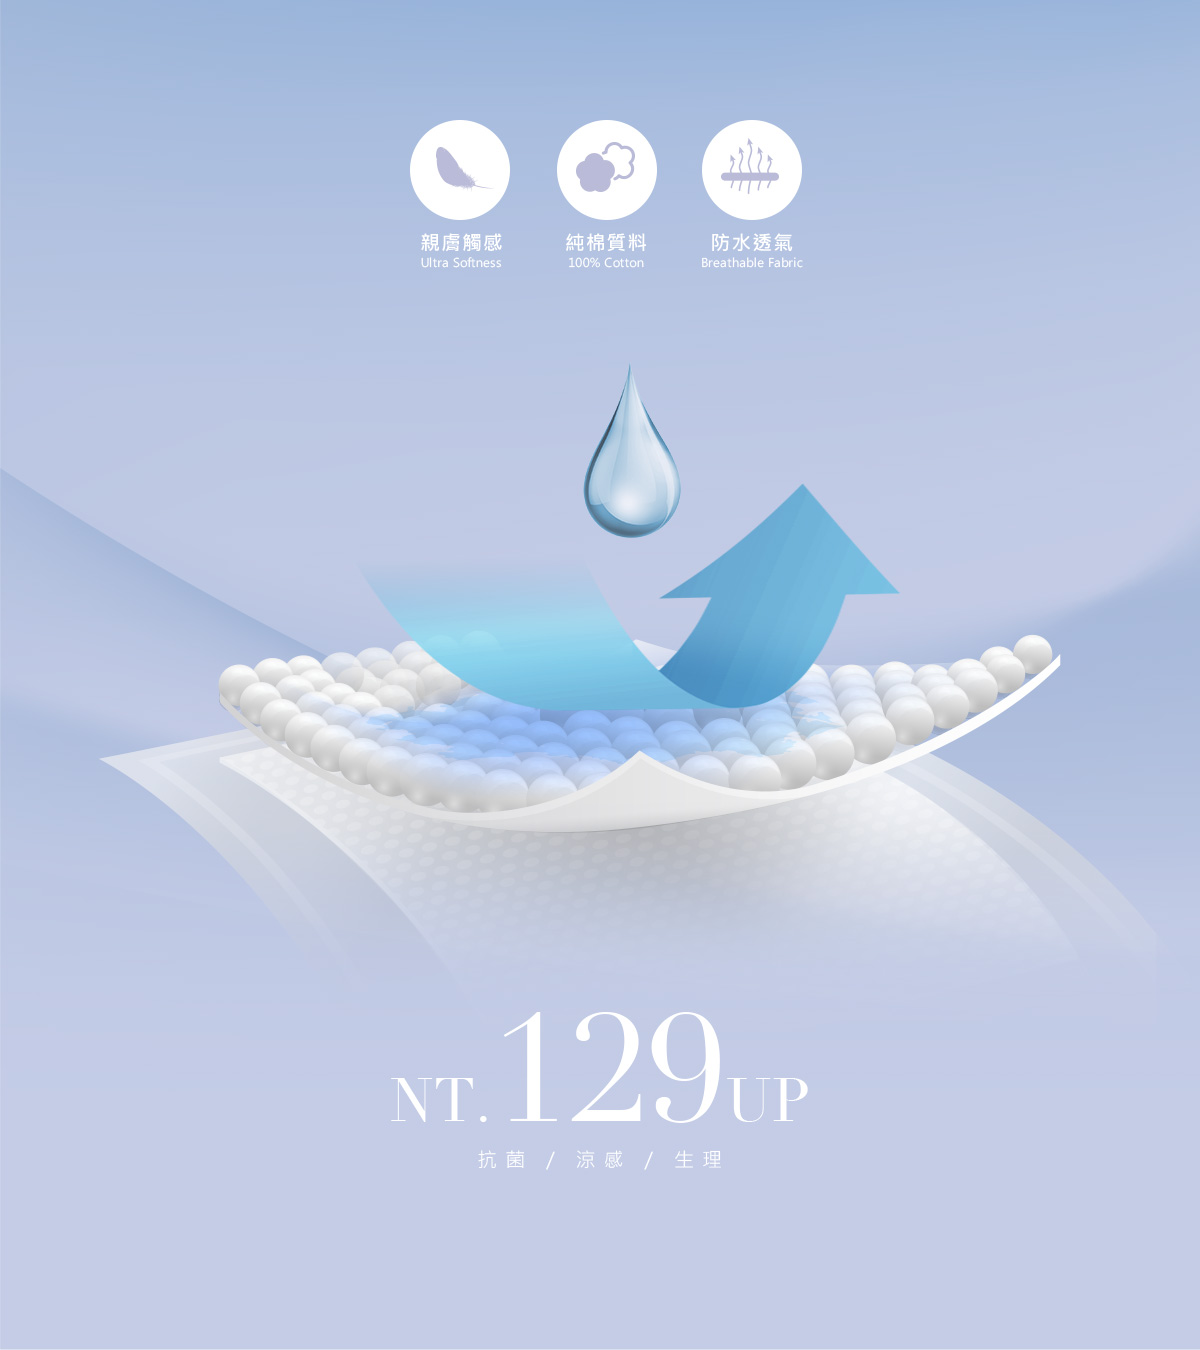 親膚觸感
Ultra Softness
純棉質料
100% Cotton
防水透氣
Breathable Fabric
NT.129UP
抗菌 / 涼感 / 生理